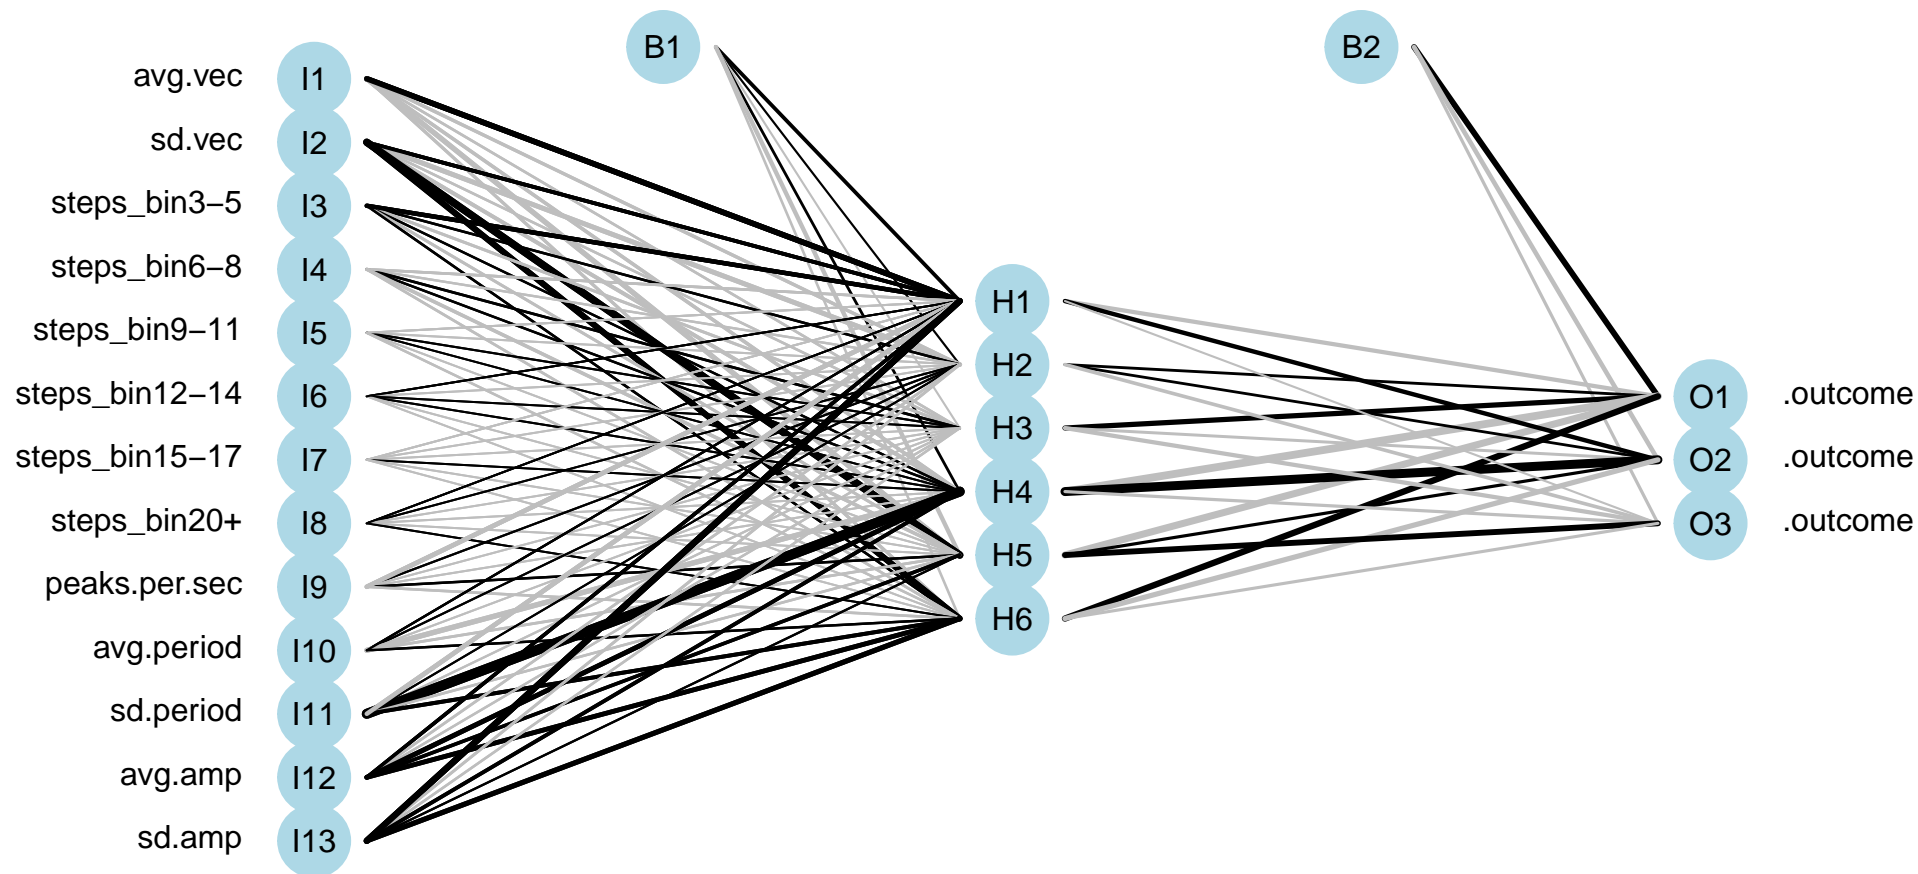 B1
B2
avg.vec I1
sd.vec I2
steps_bin3−5 I3
steps_bin6−8 I4
steps_bin9−11 I5
steps_bin12−14 I6
steps_bin15−17 I7
steps_bin20+ I8
peaks.per.sec I9
avg.period I10
sd.period I11
avg.amp I12
sd.amp I13
H1
H2
H3
H4
H5
H6
O1 .outcome
O2 .outcome
O3 .outcome